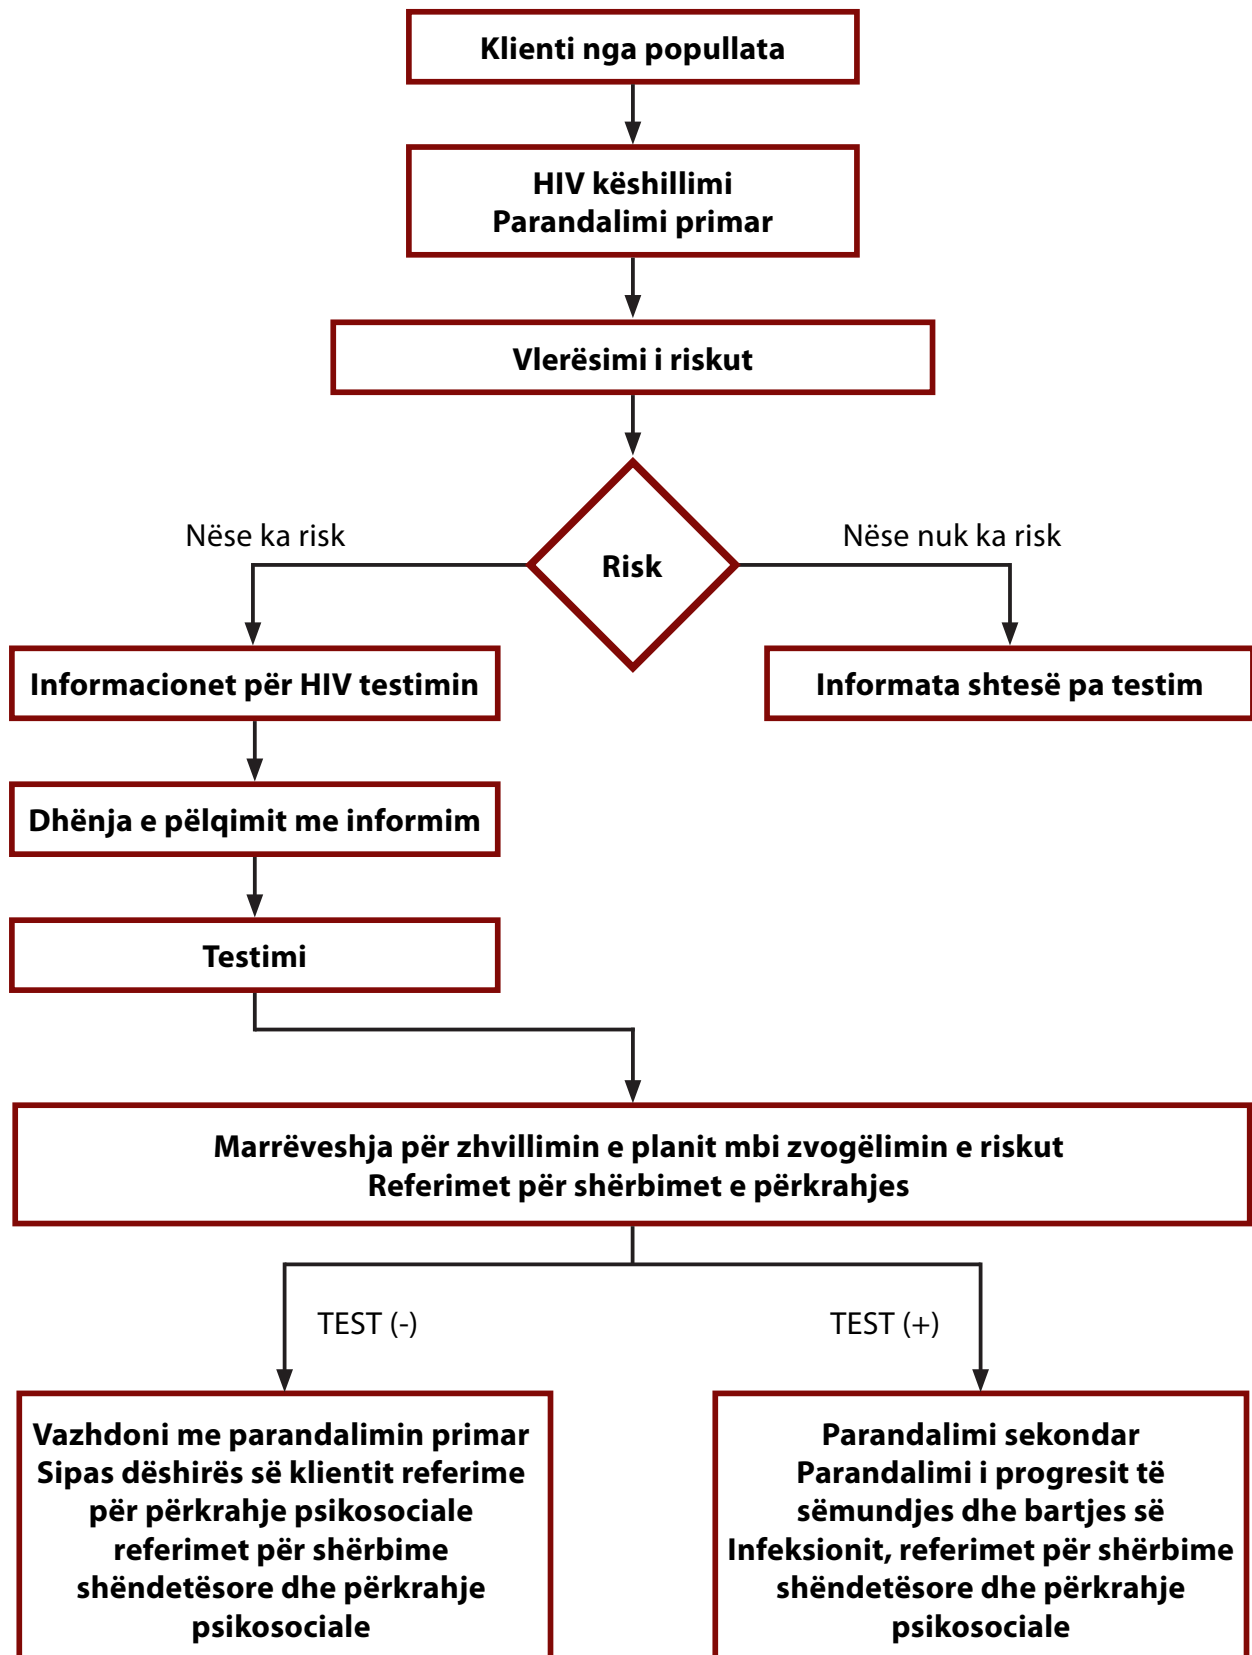 Klienti nga popullata
HIV këshillimi
Parandalimi primar
Vlerësimi i riskut
Nëse ka risk
Nëse nuk ka risk
Risk
Informacionet për HIV testimin
Informata shtesë pa testim
Dhënja e pëlqimit me informim
Testimi
Marrëveshja për zhvillimin e planit mbi zvogëlimin e riskut
Referimet për shërbimet e përkrahjes
TEST (-)
TEST (+)
Vazhdoni me parandalimin primar
Sipas dëshirës së klientit referime
për përkrahje psikosociale
referimet për shërbime
shëndetësore dhe përkrahje
psikosociale
Parandalimi sekondar
Parandalimi i progresit të
sëmundjes dhe bartjes së
Infeksionit, referimet për shërbime
shëndetësore dhe përkrahje
psikosociale